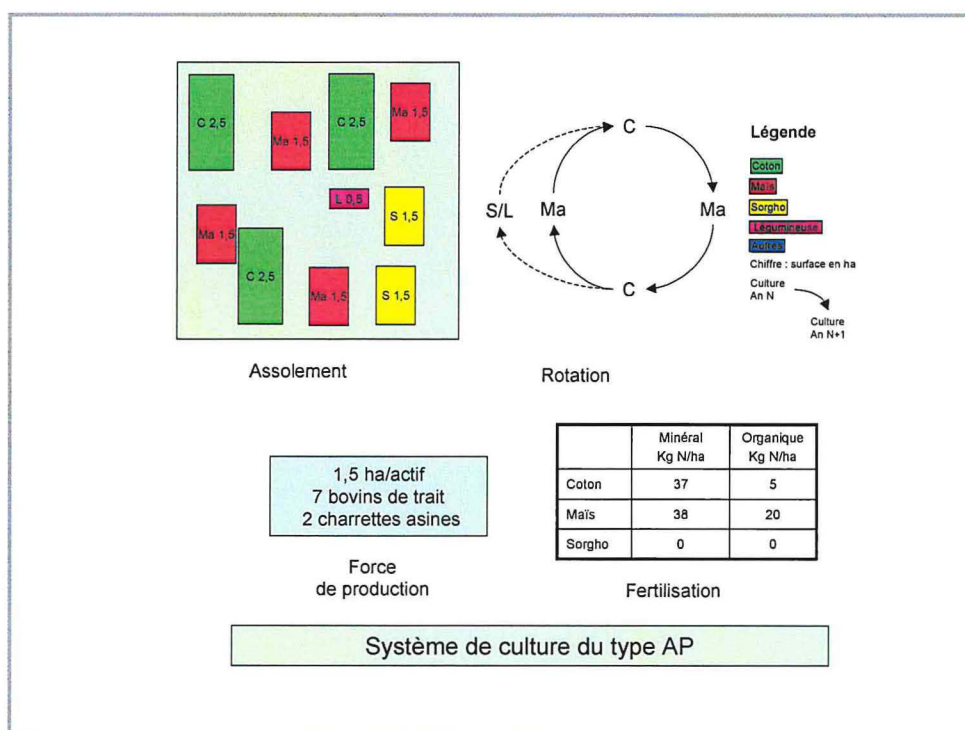 C 2,5
Ma 1,5
C 2,5
Ma 1,5
L 0,5
S 1,5
Ma 1,5
C 2,5
Ma 1,5
S 1,5
Assolement
C
S/L Ma Ma
C
Rotation
Légende
Coton
Maïs
Sorgho
Légumineuse
Autres
Chiffre : surface en ha
Culture
An N
Culture
An N+1
1,5 ha/actif
7 bovins de trait
2 charrettes asines
Force
de production
Minéral Organique
Kg N/ha Kg N/ha
Coton 37 5
Maïs 38 20
Sorgho 0 0
Fertilisation
Système de culture du type AP